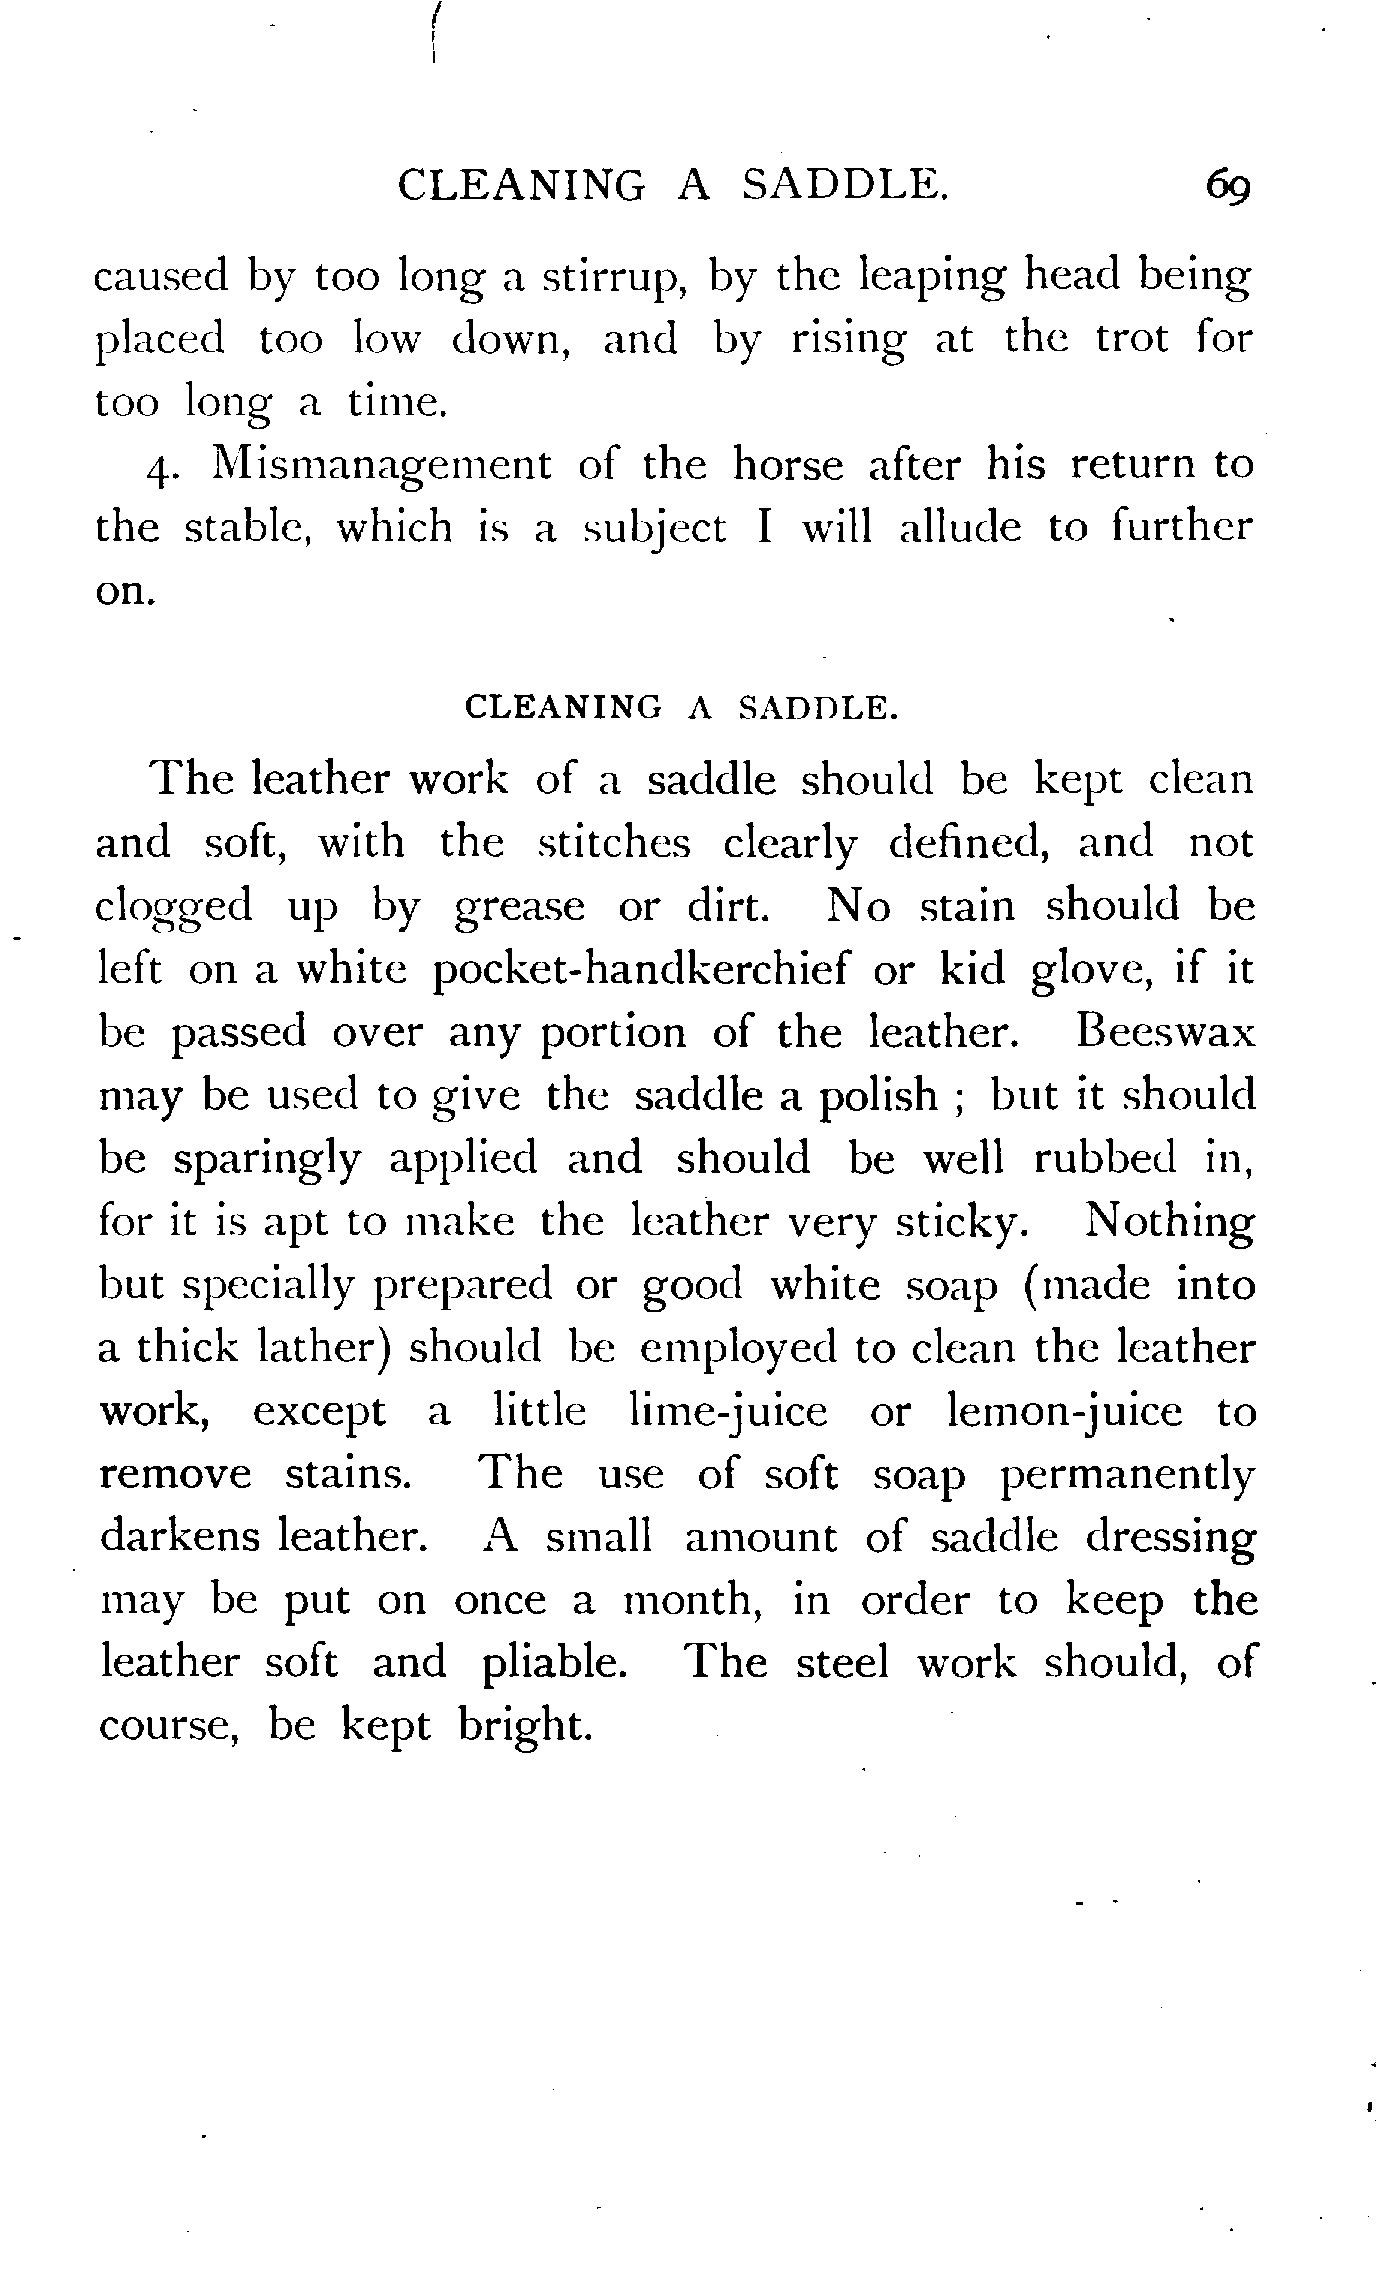 CLEANING A SADDLE. 69
caused by too long a stirrup, by the leaping head being
placed too low down, and by rising at the trot for
too long a time.
4. Mismanagement of the horse after his return to
the stable, which is a subject I will allude to further
on.
CLEANING A SADDLE.
The leather work of a saddle should be kept clean
and soft, with the stitches clearly defined, and not
clogged up by grease or dirt. No stain should be
left on a white pocket-handkerchief or kid glove, if it
be passed over any portion of the leather. Beeswax
may be used to give the saddle a polish ; but it should
be sparingly applied and should be well rubbed in,
for it is apt to make the leather very sticky. Nothing
but specially prepared or good white soap (made into
a thick lather) should be employed to clean the leather
work, except a little lime-juice or lemon-juice to
remove stains. The use of soft soap permanently
darkens leather. A small amount of saddle dressing
may be put on once a month, in order to keep the
leather soft and pliable. The steel work should, of
course, be kept bright.